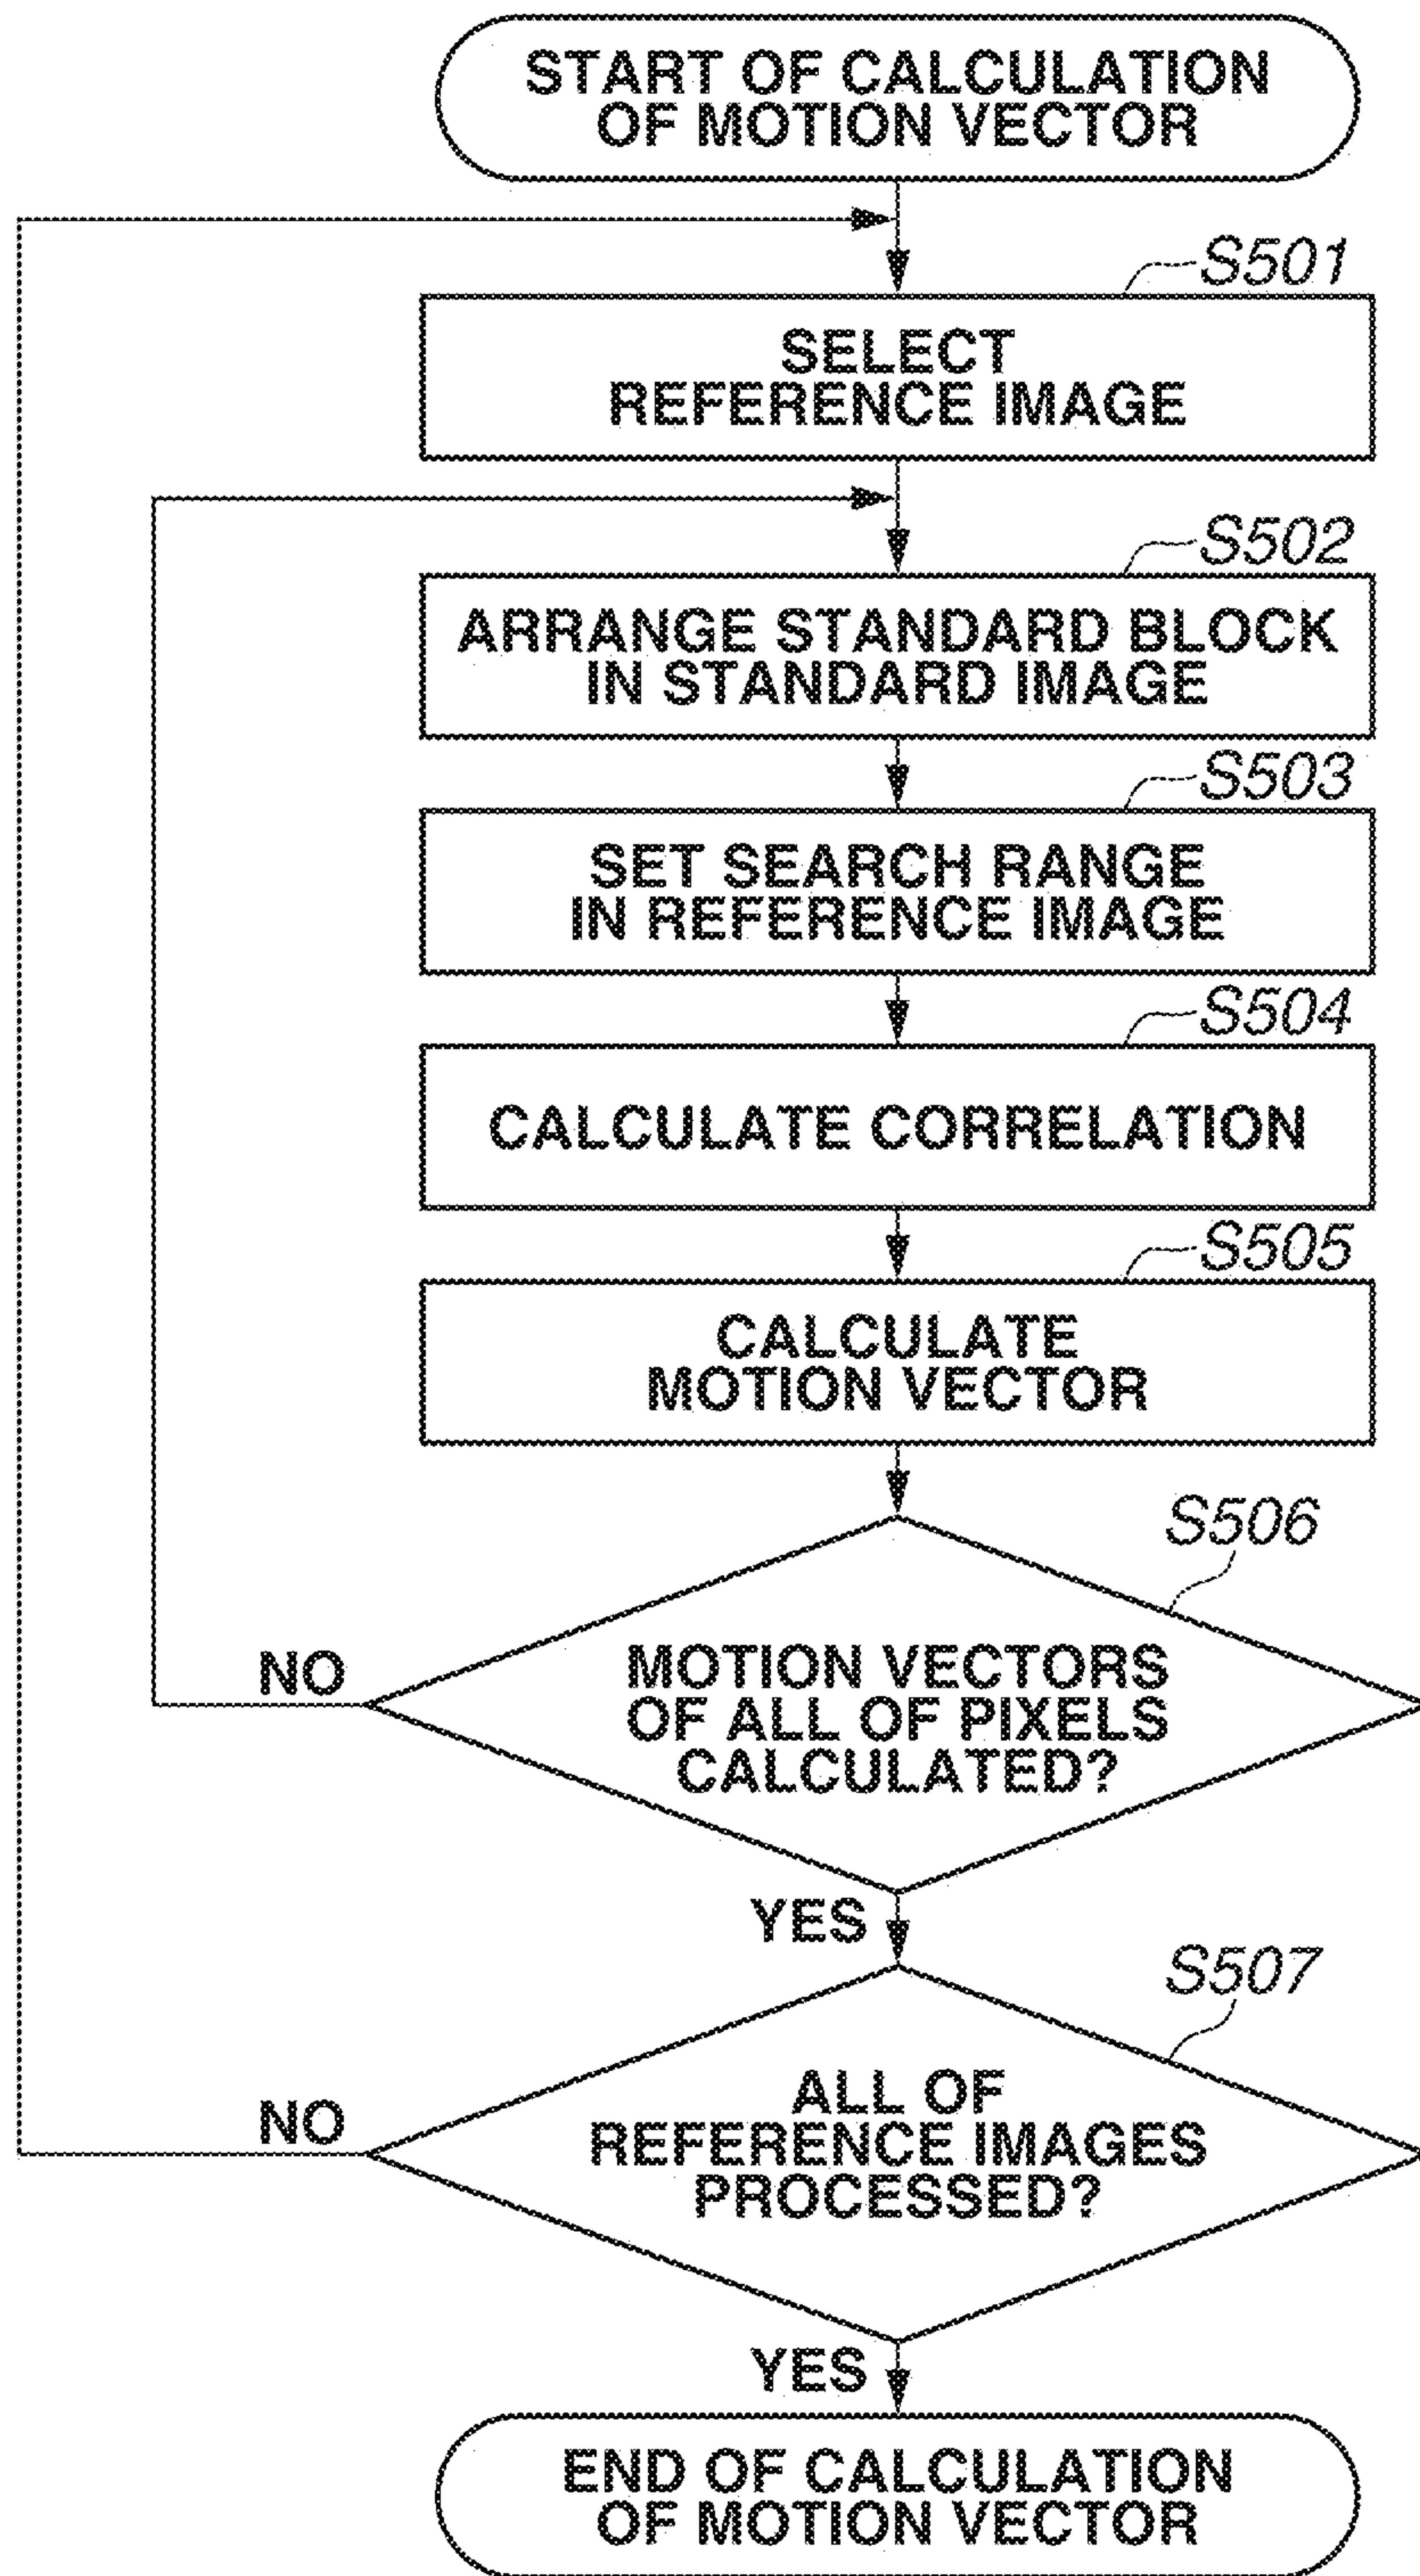 START OF CALCULATION
OF MOTION VECTOR
S501
SELECT
REFERENCE IMAGE
S502
ARRANGE STANDARD BLOCK
IN STANDARD IMAGE
S503
SET SEARCH RANGE
IN REFERENCE IMAGE
S504
CALCULATE CORRELATION
S505
CALCULATE
MOTION VECTOR
S506
NO
MOTION VECTORS
OF ALL OF PIXELS
CALCULATED?
YES
S507
NO
ALL OF
REFERENCE IMAGES
PROCESSED?
YES
END OF CALCULATION
OF MOTION VECTOR